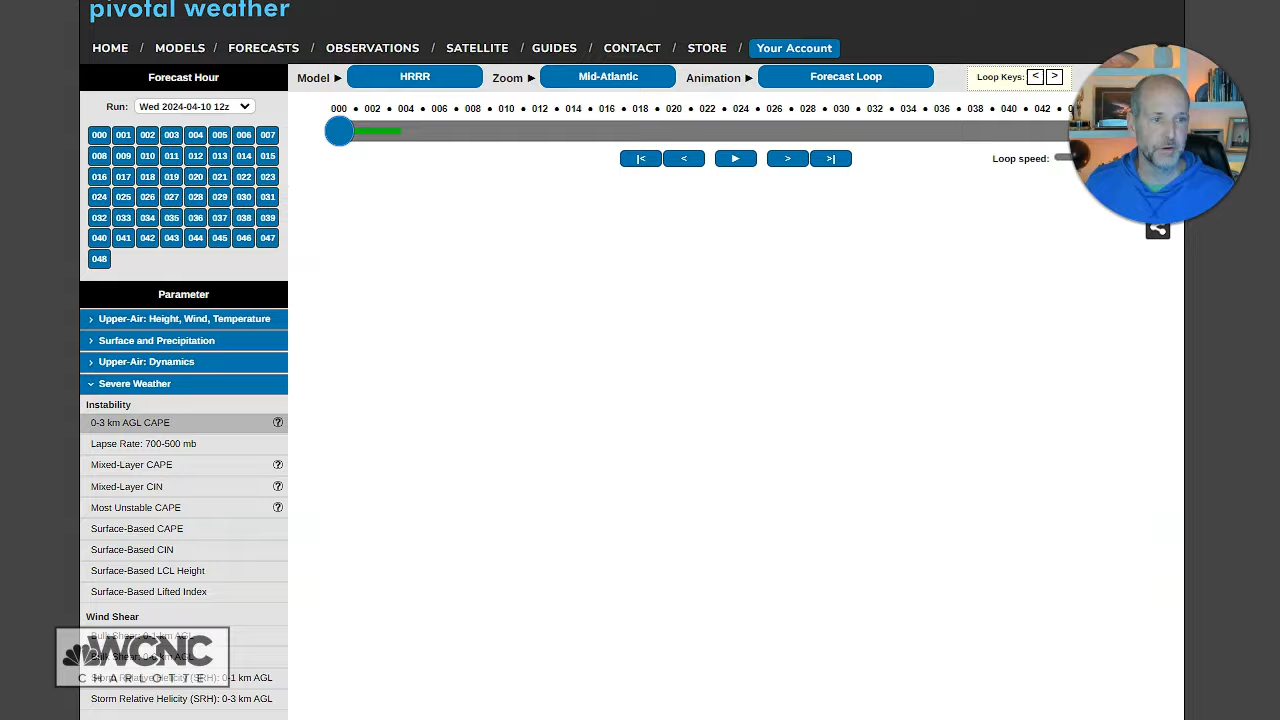 pivotal weather
HOME / MODELS / FORECASTS / OBSERVATIONS / SATELLITE / GUIDES / CONTACT / STORE / Your Account
Forecast Hour
Model ▶ HRRR Zoom ▶ Mid-Atlantic Animation ▶ Forecast Loop Loop Keys: < >
Run: Wed 2024-04-10 12z
000 • 002 • 004 • 006 • 008 • 010 • 012 • 014 • 016 • 018 • 020 • 022 • 024 • 026 • 028 • 030 • 032 • 034 • 036 • 038 • 040 • 042 •
|< < ▶ > >| Loop speed:
000 001 002 003 004 005 006 007
008 009 010 011 012 013 014 015
016 017 018 019 020 021 022 023
024 025 026 027 028 029 030 031
032 033 034 035 036 037 038 039
040 041 042 043 044 045 046 047
048
Parameter
› Upper-Air: Height, Wind, Temperature
› Surface and Precipitation
› Upper-Air: Dynamics
Severe Weather
Instability
0-3 km AGL CAPE ?
Lapse Rate: 700-500 mb
Mixed-Layer CAPE ?
Mixed-Layer CIN ?
Most Unstable CAPE ?
Surface-Based CAPE
Surface-Based CIN
Surface-Based LCL Height
Surface-Based Lifted Index
Wind Shear
Bulk Shear: 0-1 km AGL
Bulk Shear: AGL
Storm Relative Helicity (SRH): 0-1 km AGL
Storm Relative Helicity (SRH): 0-3 km AGL
WCNC
CHARLOTTE